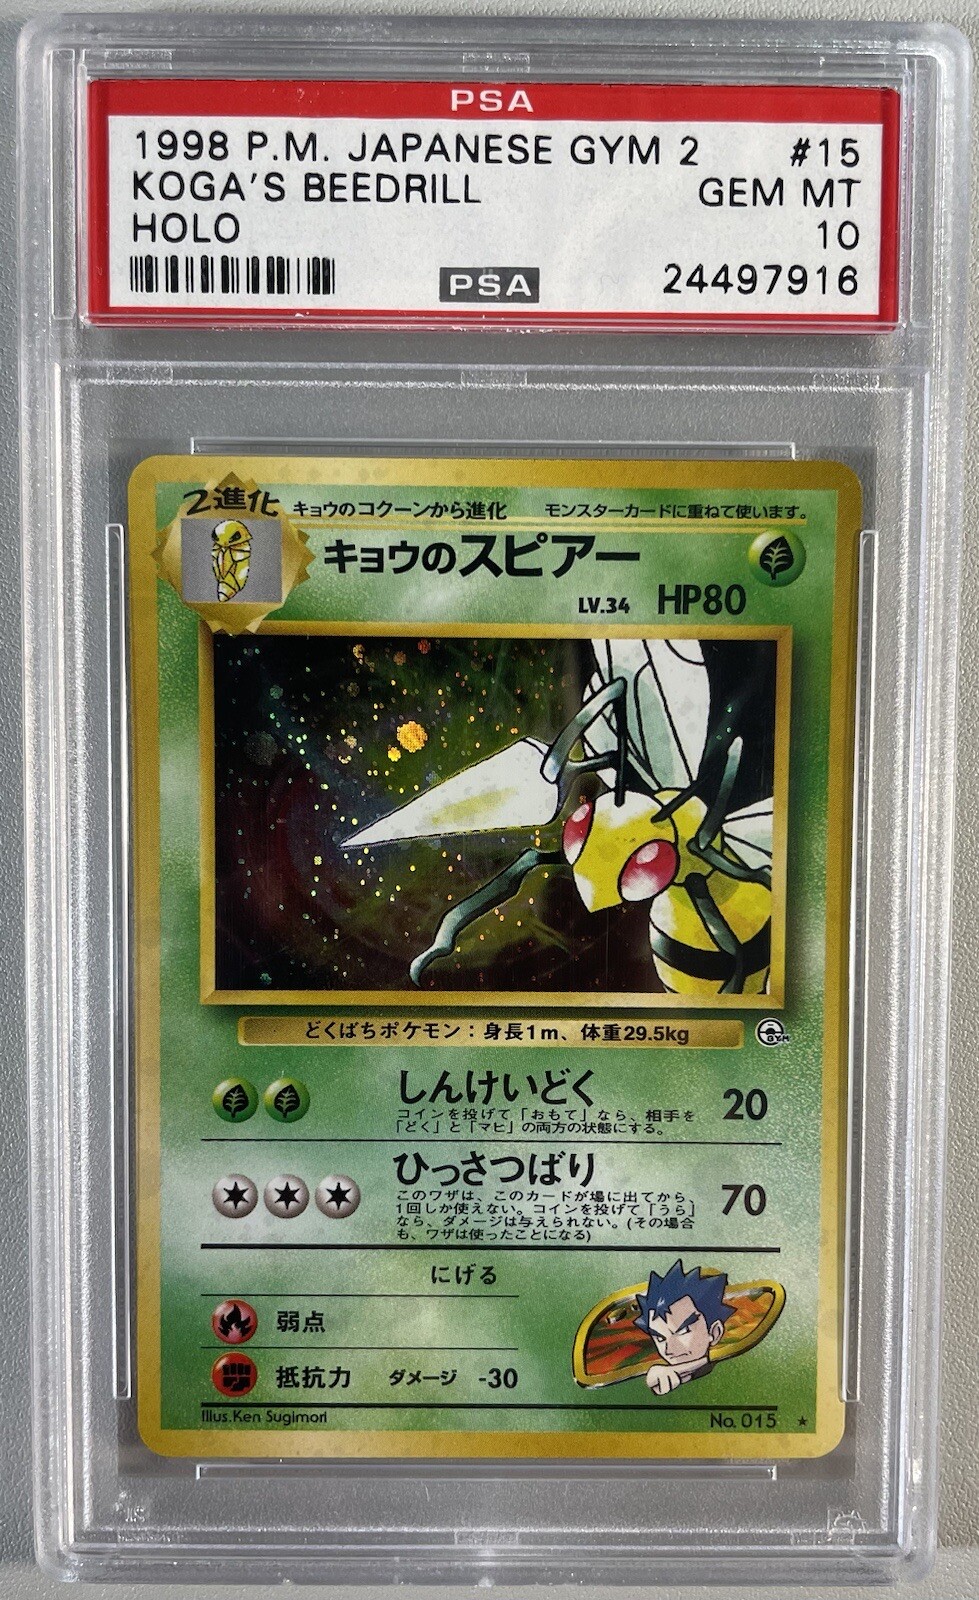 PSA
1998 P.M. JAPANESE GYM 2 #15
KOGA'S BEEDRILL GEM MT
HOLO 10
PSA 24497916
2進化 キョウのコクーンから進化 モンスターカードに重ねて使います。
キョウのスピアー
LV.34 HP80
どくばちポケモン：身長1m、体重29.5kg
GYM
しんけいどく 20
コインを投げて「おもて」なら、相手を
「どく」と「マヒ」の両方の状態にする。
ひっさつばり 70
このワザは、このカードが場に出てから、
1回しか使えない。コインを投げて「うら」
なら、ダメージは与えられない。(その場合
も、ワザは使ったことになる)
にげる
弱点
抵抗力 ダメージ -30
Illus.Ken Sugimori No. 015 ★